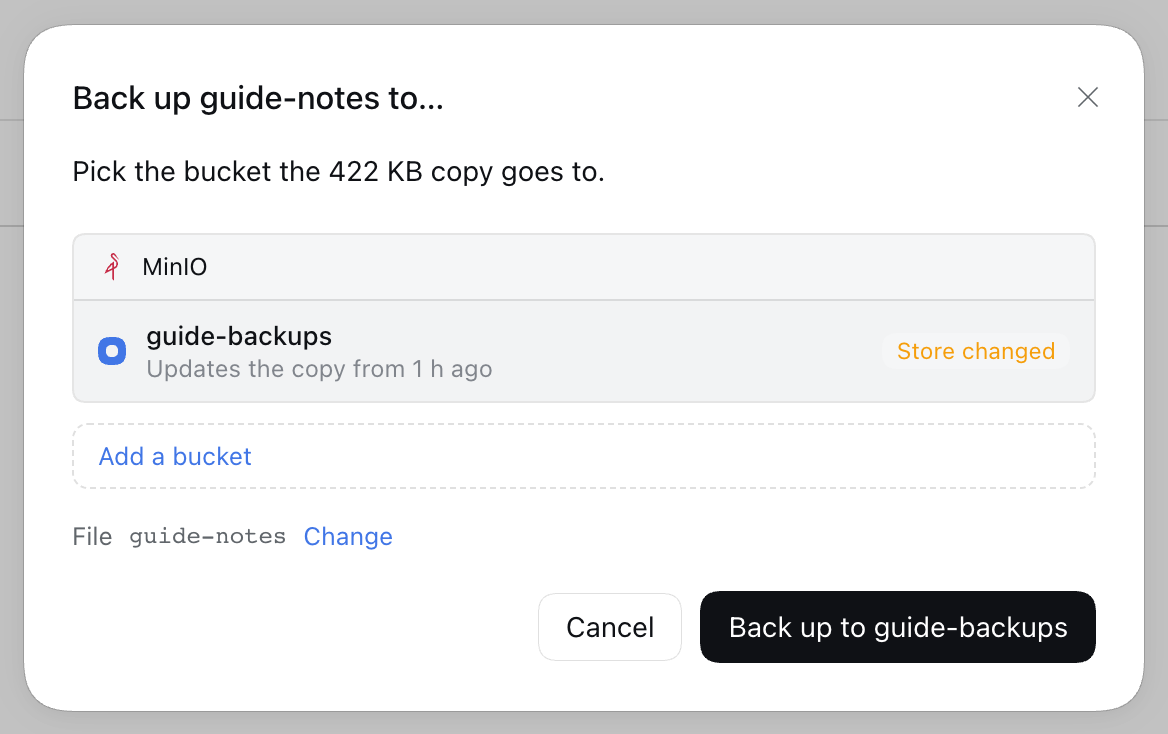 Back up guide-notes to...
Pick the bucket the 422 KB copy goes to.
MinIO
guide-backups
Updates the copy from 1 h ago
Store changed
Add a bucket
File guide-notes Change
Cancel
Back up to guide-backups